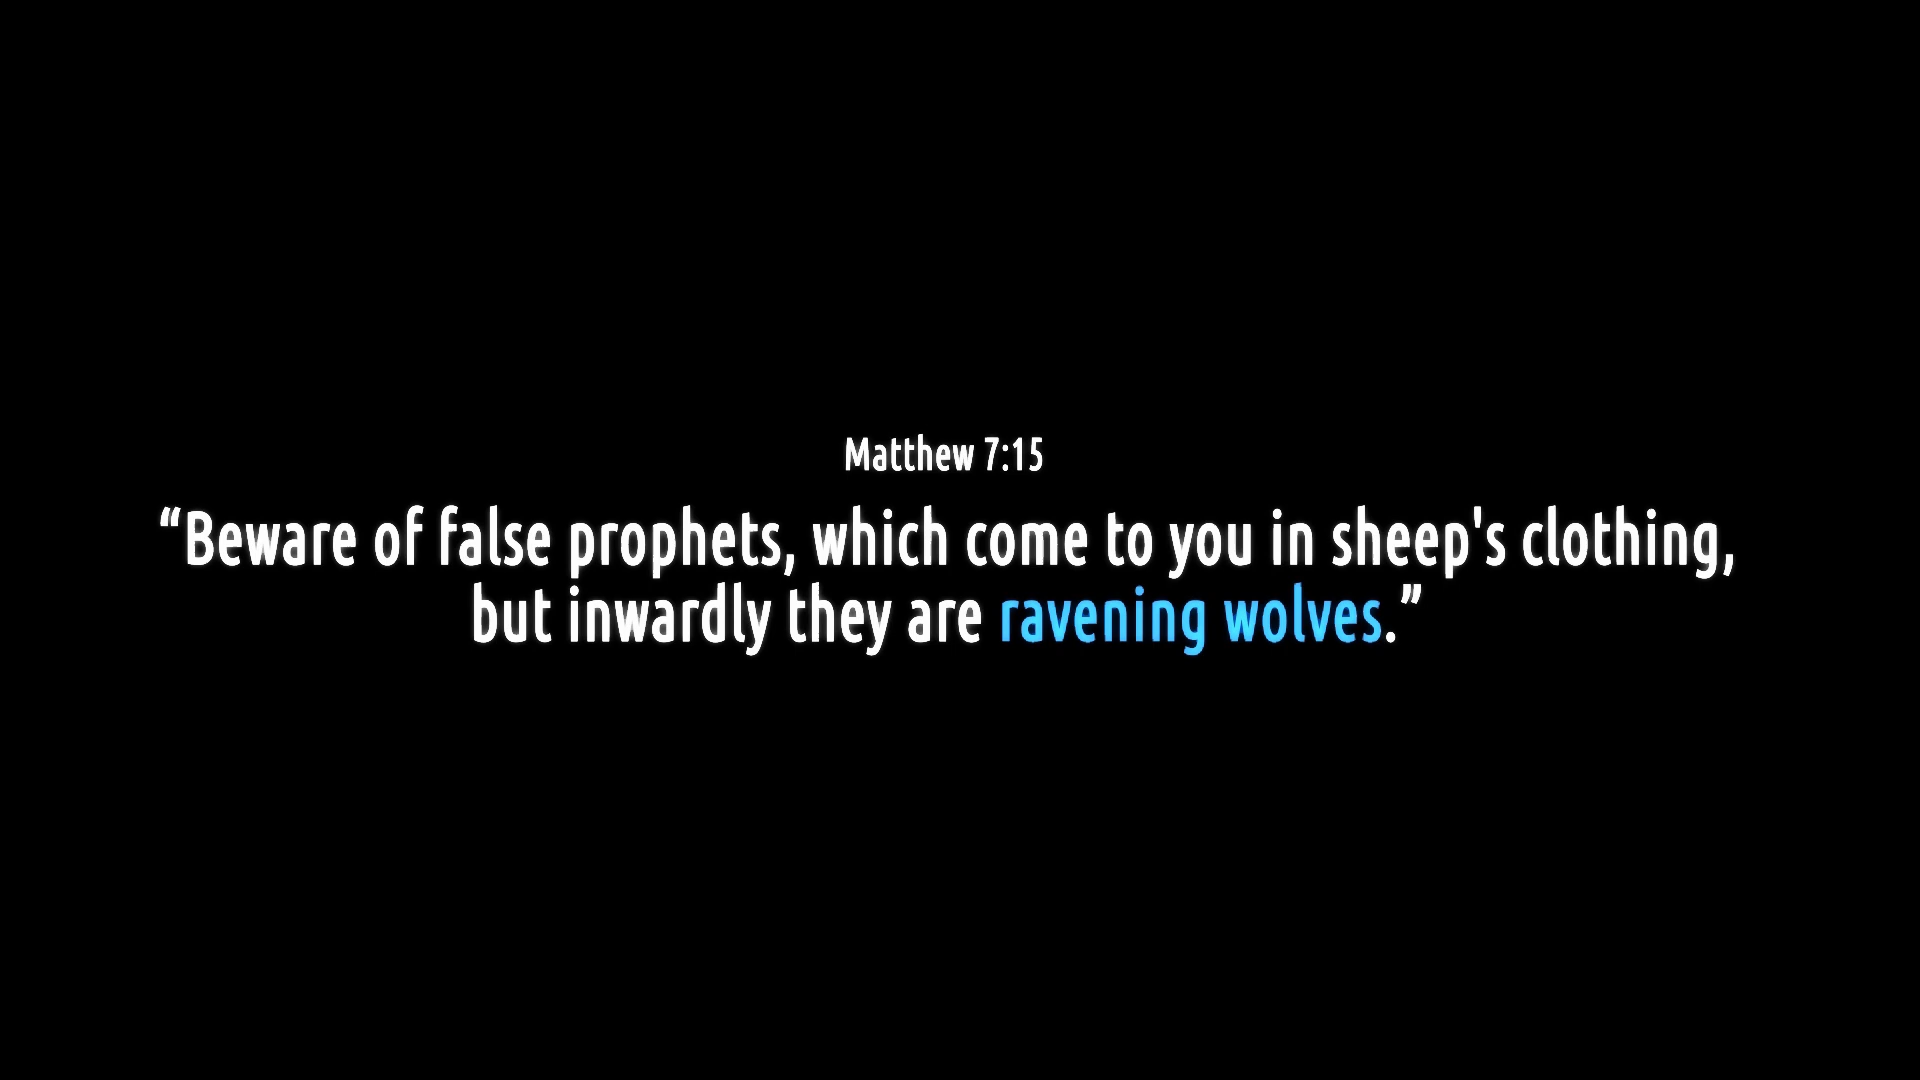 Matthew 7:15
“Beware of false prophets, which come to you in sheep's clothing,
but inwardly they are ravening wolves.”